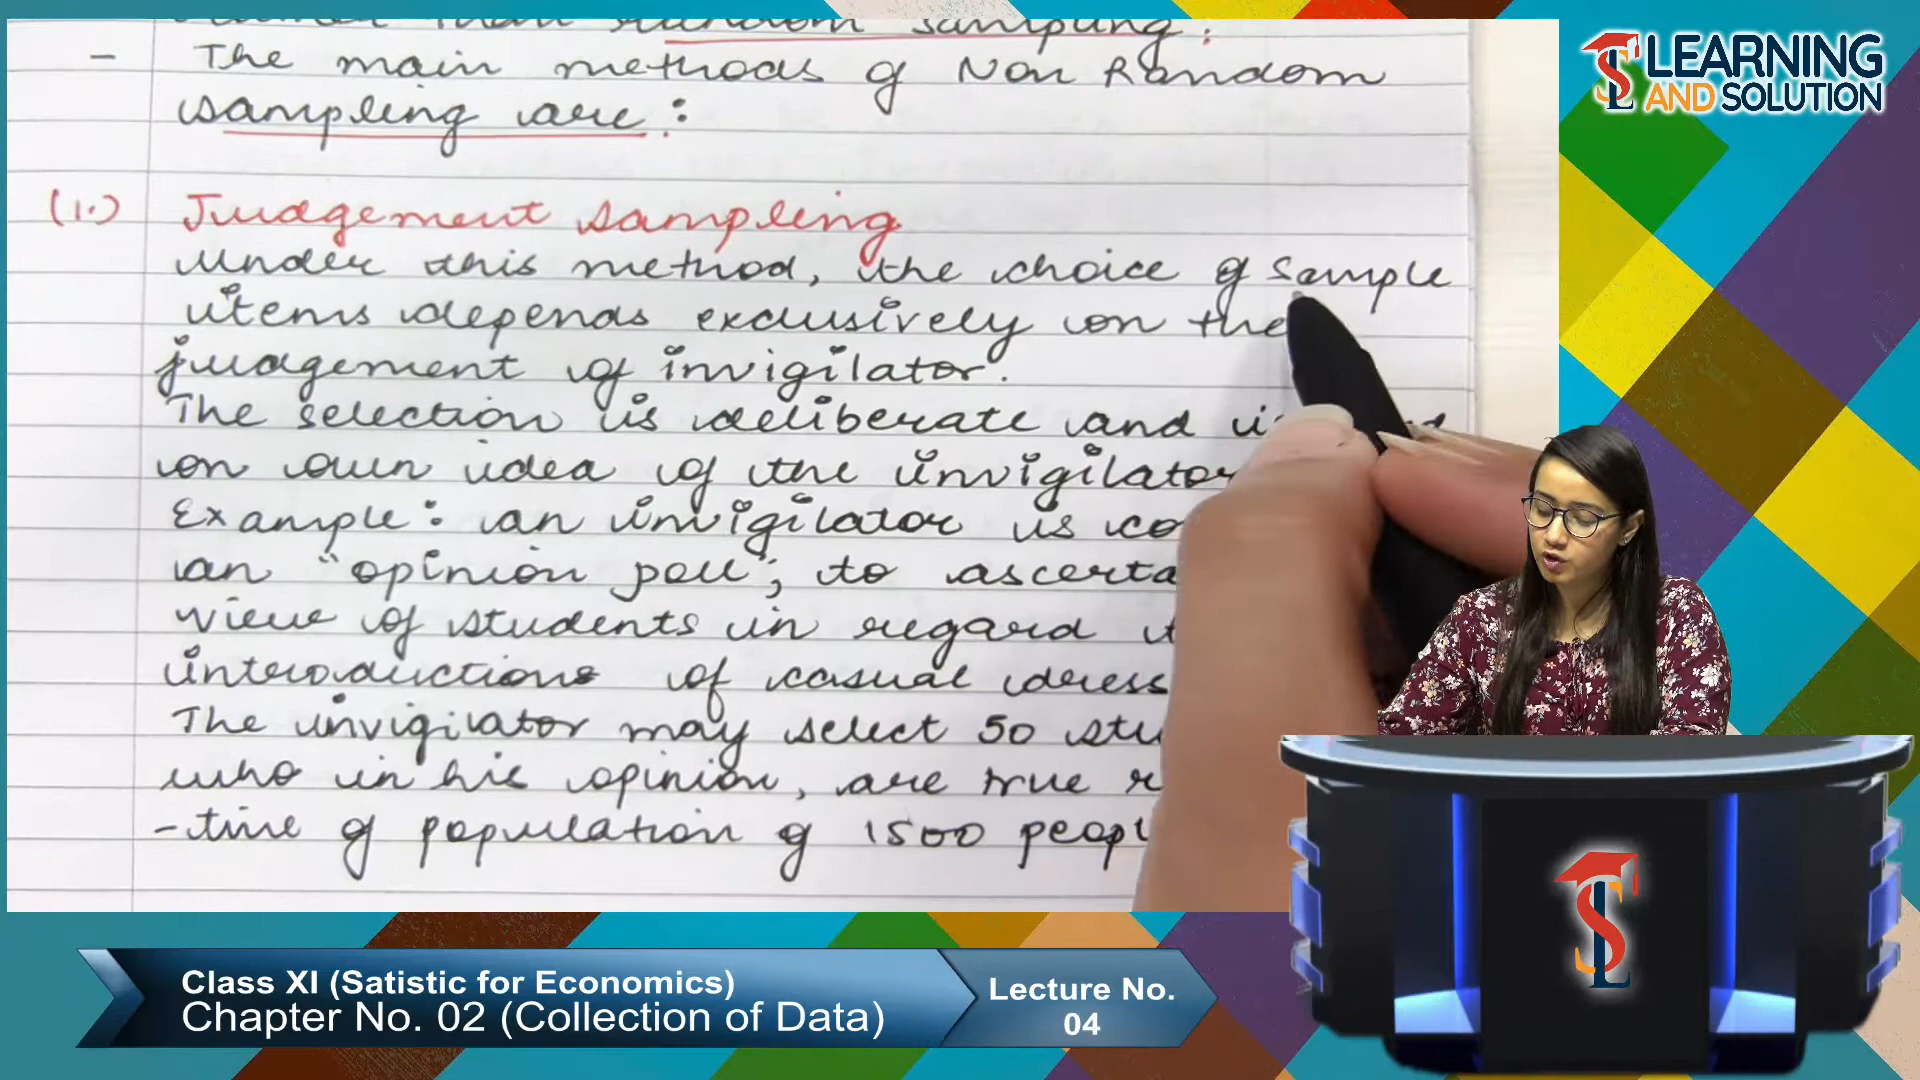 random sampling.
- The main methods of Non Random
sampling are :
(1.) Judgement sampling
Under this method, the choice of sample
items depends exclusively on the
judgement of invigilator.
The selection is deliberate and
on own idea of the invigilator
Example: an invigilator is
an "opinion poll", to
view of students in regard
introductions of casual dress
The invigilator may select 50
who in his opinion, are true
-tive of population of 1500
LEARNING
AND SOLUTION
Class XI (Satistic for Economics)
Chapter No. 02 (Collection of Data)
Lecture No.
04